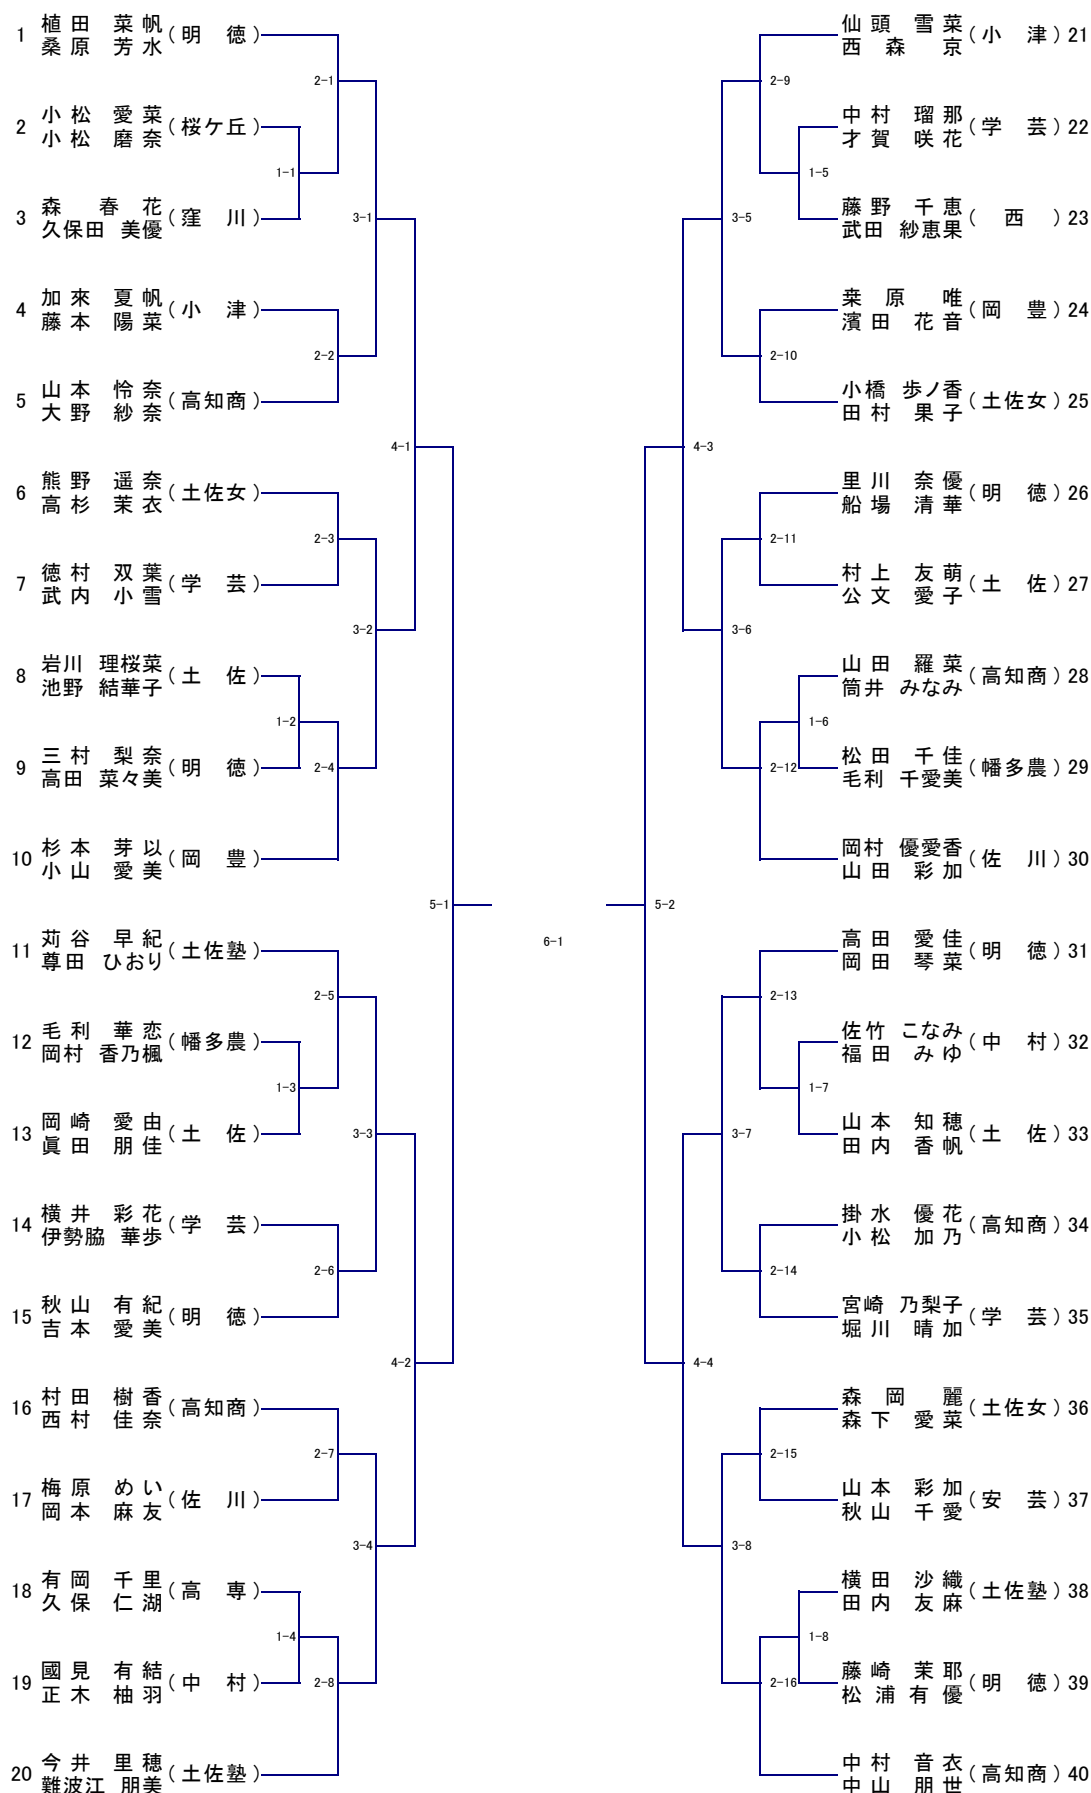 1 植田 菜帆 (明 徳)
桑原 芳水
2-1
2 小松 愛菜 (桜ケ丘)
小松 磨奈
1-1
3 森 春花 (窪 川)
久保田 美優
3-1
4 加來 夏帆 (小 津)
藤本 陽菜
2-2
5 山本 怜奈 (高知商)
大野 紗奈
4-1
6 熊野 遥奈 (土佐女)
高杉 茉衣
2-3
7 徳村 双葉 (学 芸)
武内 小雪
3-2
8 岩川 理桜菜 (土 佐)
池野 結華子
1-2
9 三村 梨奈 (明 徳)
高田 菜々美
2-4
10 杉本 芽以 (岡 豊)
小山 愛美
5-1
11 苅谷 早紀 (土佐塾)
尊田 ひおり
2-5
12 毛利 華恋 (幡多農)
岡村 香乃楓
1-3
13 岡崎 愛由 (土 佐)
眞田 朋佳
3-3
14 横井 彩花 (学 芸)
伊勢脇 華歩
2-6
15 秋山 有紀 (明 徳)
吉本 愛美
4-2
16 村田 樹香 (高知商)
西村 佳奈
2-7
17 梅原 めい (佐 川)
岡本 麻友
3-4
18 有岡 千里 (高 専)
久保 仁湖
1-4
19 國見 有結 (中 村)
正木 柚羽
2-8
20 今井 里穂 (土佐塾)
難波江 朋美
6-1
仙頭 雪菜 (小 津) 21
西森 京
2-9
中村 瑠那 (学 芸) 22
才賀 咲花
1-5
藤野 千恵 (西) 23
武田 紗恵果
3-5
桒原 唯 (岡 豊) 24
濱田 花音
2-10
小橋 歩ノ香 (土佐女) 25
田村 果子
4-3
里川 奈優 (明 徳) 26
船場 清華
2-11
村上 友萌 (土 佐) 27
公文 愛子
3-6
山田 羅菜 (高知商) 28
筒井 みなみ
1-6
松田 千佳 (幡多農) 29
毛利 千愛美
2-12
岡村 優愛香 (佐 川) 30
山田 彩加
5-2
高田 愛佳 (明 徳) 31
岡田 琴菜
2-13
佐竹 こなみ (中 村) 32
福田 みゆ
1-7
山本 知穂 (土 佐) 33
田内 香帆
3-7
掛水 優花 (高知商) 34
小松 加乃
2-14
宮崎 乃梨子 (学 芸) 35
堀川 晴加
4-4
森岡 麗 (土佐女) 36
森下 愛菜
2-15
山本 彩加 (安 芸) 37
秋山 千愛
3-8
横田 沙織 (土佐塾) 38
田内 友麻
1-8
藤崎 茉耶 (明 徳) 39
松浦 有優
2-16
中村 音衣 (高知商) 40
中山 朋世